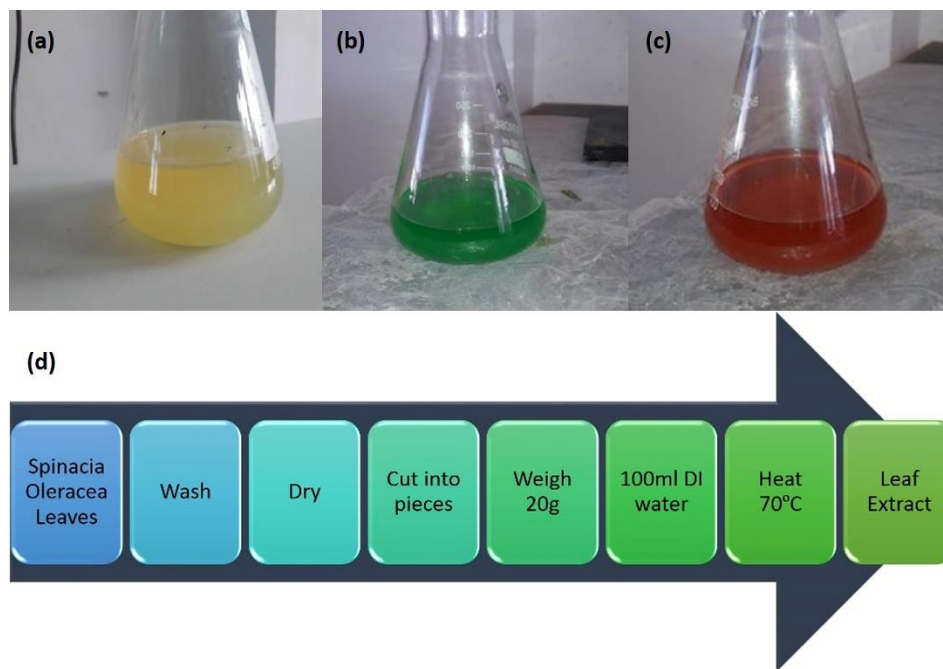 (a)
(b)
(c)
(d)
Spinacia
Oleracea
Leaves
Wash
Dry
Cut into
pieces
Weigh
20g
100ml DI
water
Heat
70°C
Leaf
Extract